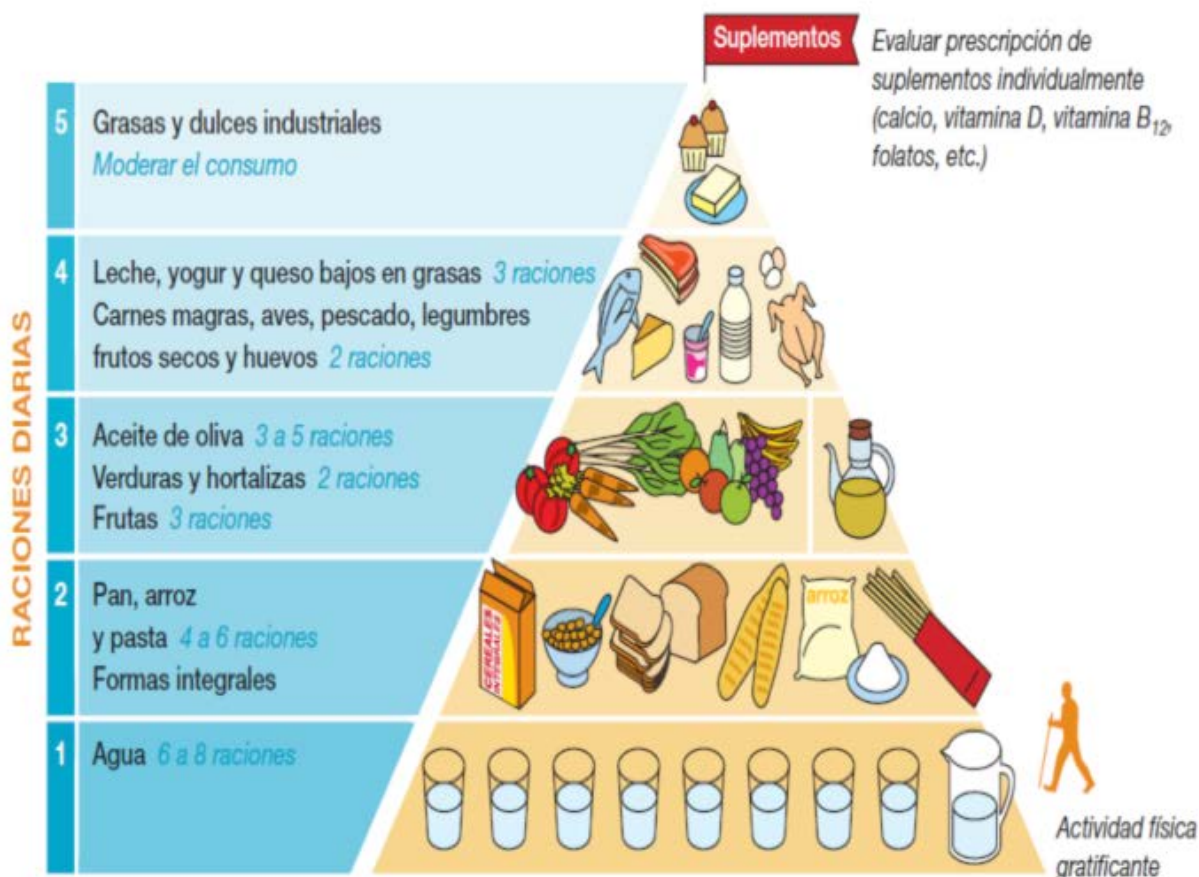 Suplementos
Evaluar prescripción de
suplementos individualmente
(calcio, vitamina D, vitamina B12,
folatos, etc.)
RACIONES DIARIAS
5
Grasas y dulces industriales
Moderar el consumo
4
Leche, yogur y queso bajos en grasas 3 raciones
Carnes magras, aves, pescado, legumbres
frutos secos y huevos 2 raciones
3
Aceite de oliva 3 a 5 raciones
Verduras y hortalizas 2 raciones
Frutas 3 raciones
2
Pan, arroz
y pasta 4 a 6 raciones
Formas integrales
CEREALES
INTEGRALES
arroz
1
Agua 6 a 8 raciones
Actividad física
gratificante